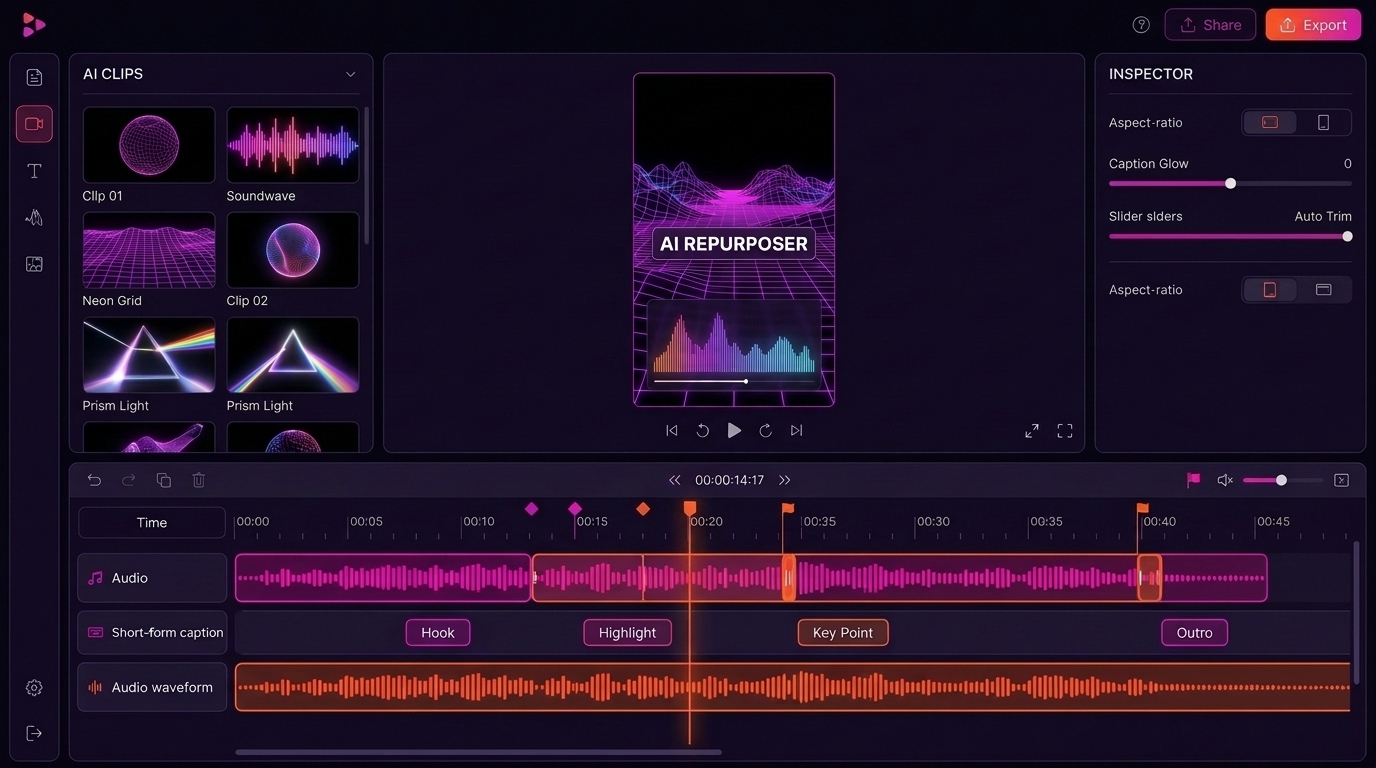 Share
Export
AI CLIPS
Clip 01
Soundwave
Neon Grid
Clip 02
Prism Light
Prism Light
AI REPURPOSER
INSPECTOR
Aspect-ratio
Caption Glow 0
Slider slders Auto Trim
Aspect-ratio
00:00:14:17
Time
00:00 00:05 00:10 00:15 00:20 00:35 00:30 00:35 00:40 00:45
Audio
Short-form caption
Hook Highlight Key Point Outro
Audio waveform